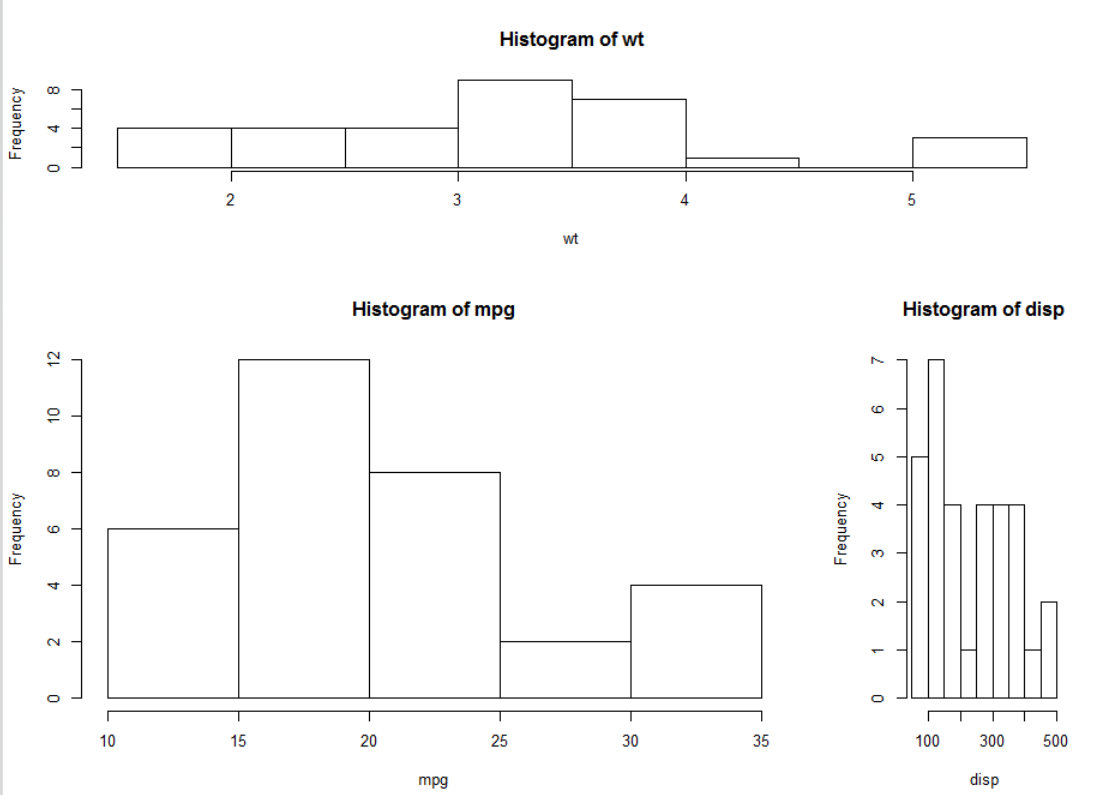 Histogram of wt
Frequency
0 4 8
2 3 4 5
wt
Histogram of mpg
Frequency
0 2 4 6 8 10 12
10 15 20 25 30 35
mpg
Histogram of disp
Frequency
0 1 2 3 4 5 6 7
100 300 500
disp